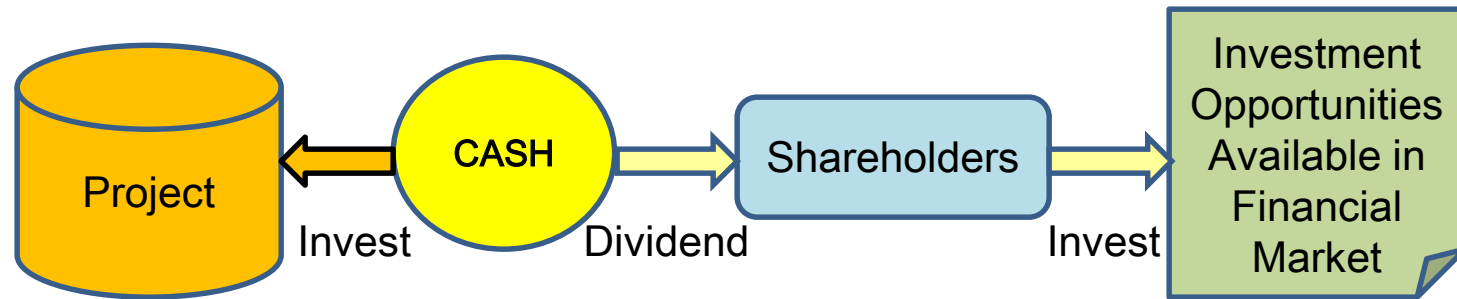 Project
Invest
CASH
Dividend
Shareholders
Invest
Investment
Opportunities
Available in
Financial
Market